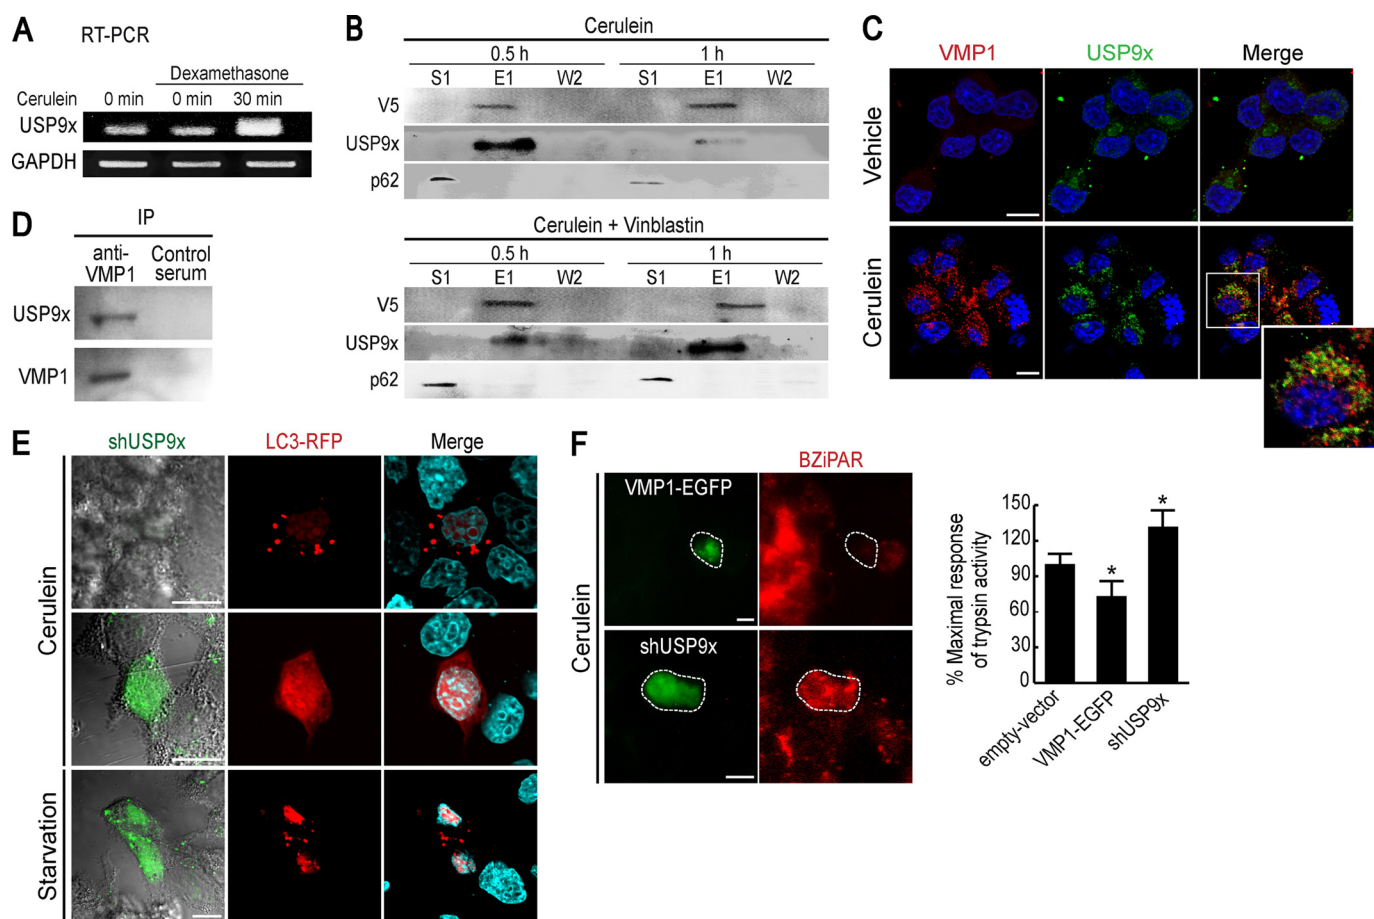 A
RT-PCR
Dexamethasone
Cerulein 0 min 0 min 30 min
USP9x
GAPDH
B
Cerulein
0.5 h 1 h
S1 E1 W2 S1 E1 W2
V5
USP9x
p62
Cerulein + Vinblastin
0.5 h 1 h
S1 E1 W2 S1 E1 W2
V5
USP9x
p62
C
VMP1 USP9x Merge
Vehicle
Cerulein
D
IP
anti- Control
VMP1 serum
USP9x
VMP1
E
shUSP9x LC3-RFP Merge
Cerulein
Starvation
F
BZiPAR
VMP1-EGFP
shUSP9x
Cerulein
% Maximal response
of trypsin activity
150
120
90
60
30
0
* * 
empty-vector
VMP1-EGFP
shUSP9x